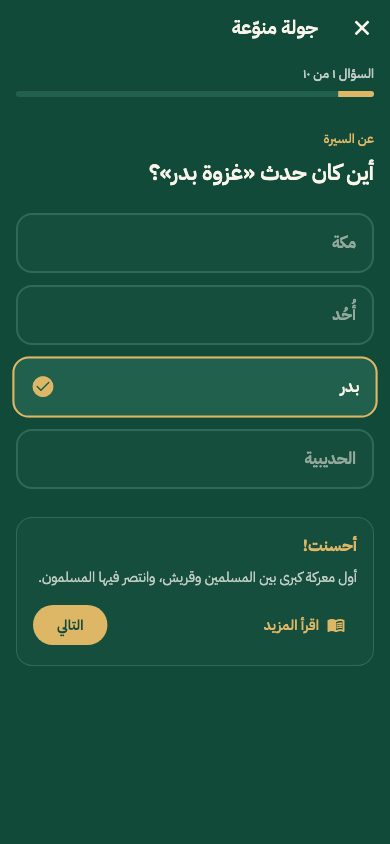 جولة منوّعة
السؤال ١ من ١٠
عن السيرة
أين كان حدث «غزوة بدر»؟
مكة
أُحُد
بدر
الحديبية
أحسنت!
أول معركة كبرى بين المسلمين وقريش، وانتصر فيها المسلمون.
اقرأ المزيد
التالي